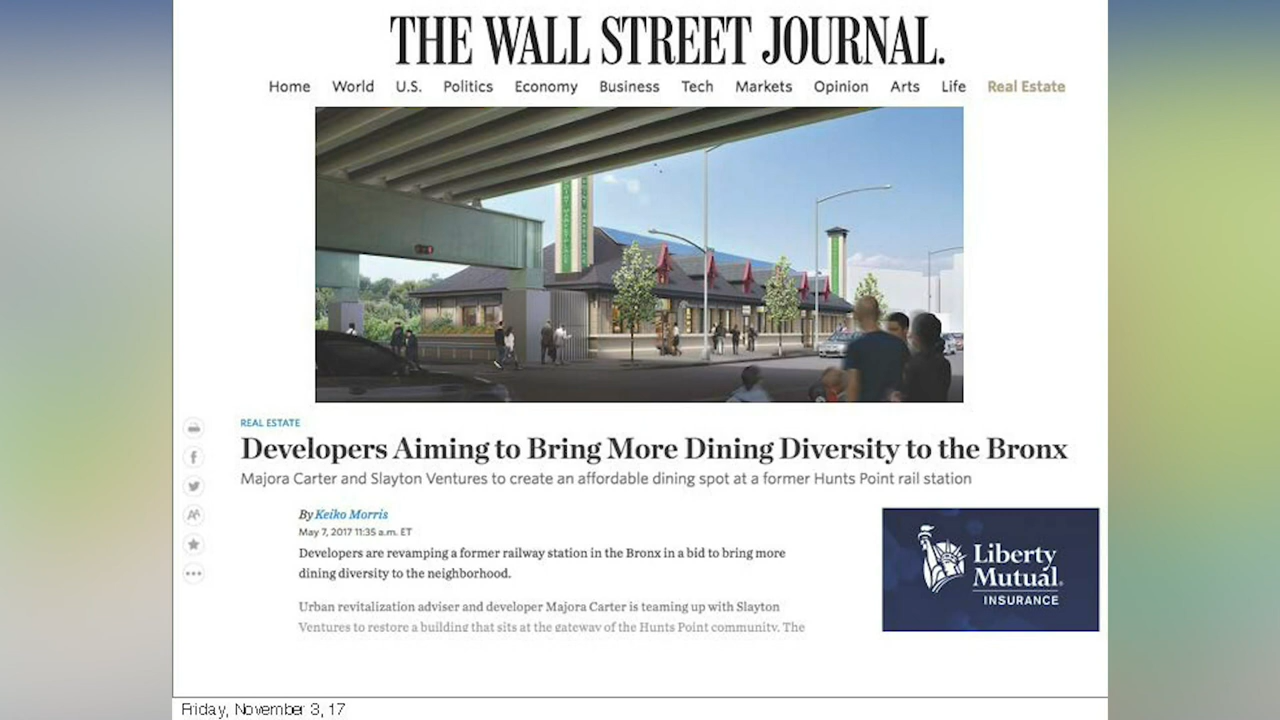 THE WALL STREET JOURNAL.
Home World U.S. Politics Economy Business Tech Markets Opinion Arts Life Real Estate
REAL ESTATE
Developers Aiming to Bring More Dining Diversity to the Bronx
Majora Carter and Slayton Ventures to create an affordable dining spot at a former Hunts Point rail station
By Keiko Morris
May 7, 2017 11:35 a.m. ET
Developers are revamping a former railway station in the Bronx in a bid to bring more
dining diversity to the neighborhood.
Urban revitalization adviser and developer Majora Carter is teaming up with Slayton
Ventures to restore a building that sits at the gateway of the Hunts Point community. The
Liberty
Mutual.
INSURANCE
Friday, November 3, 17